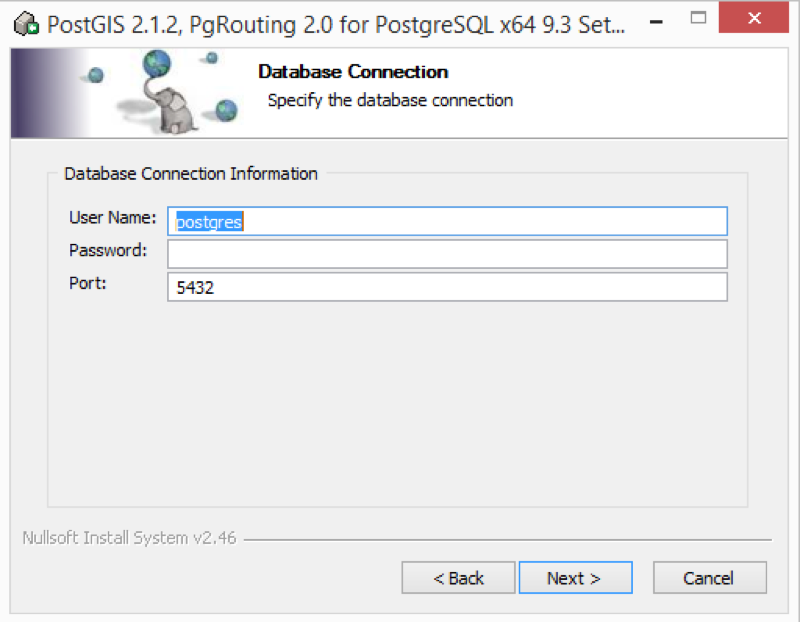 PostGIS 2.1.2, PgRouting 2.0 for PostgreSQL x64 9.3 Set...
Database Connection
Specify the database connection
Database Connection Information
User Name: postgres
Password:
Port: 5432
Nullsoft Install System v2.46
< Back Next > Cancel